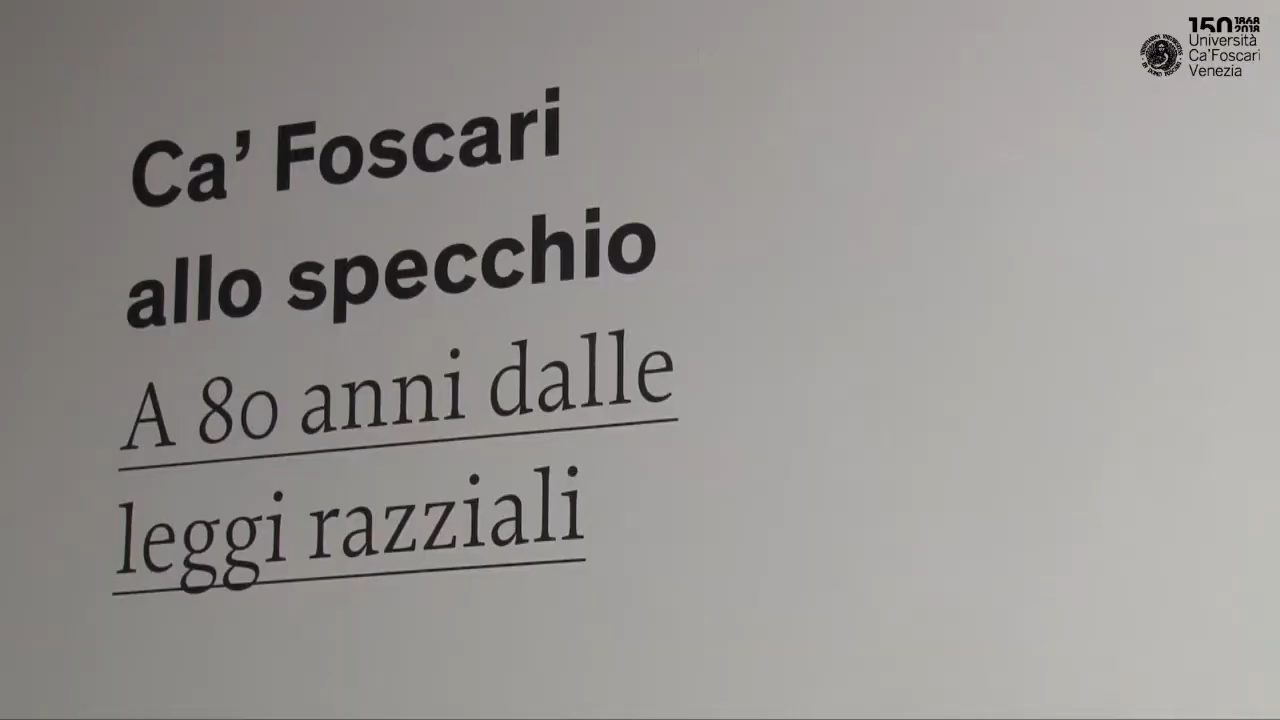 Ca’ Foscari
allo specchio
A 80 anni dalle
leggi razziali
150 1868
2018
Università
Ca’Foscari
Venezia